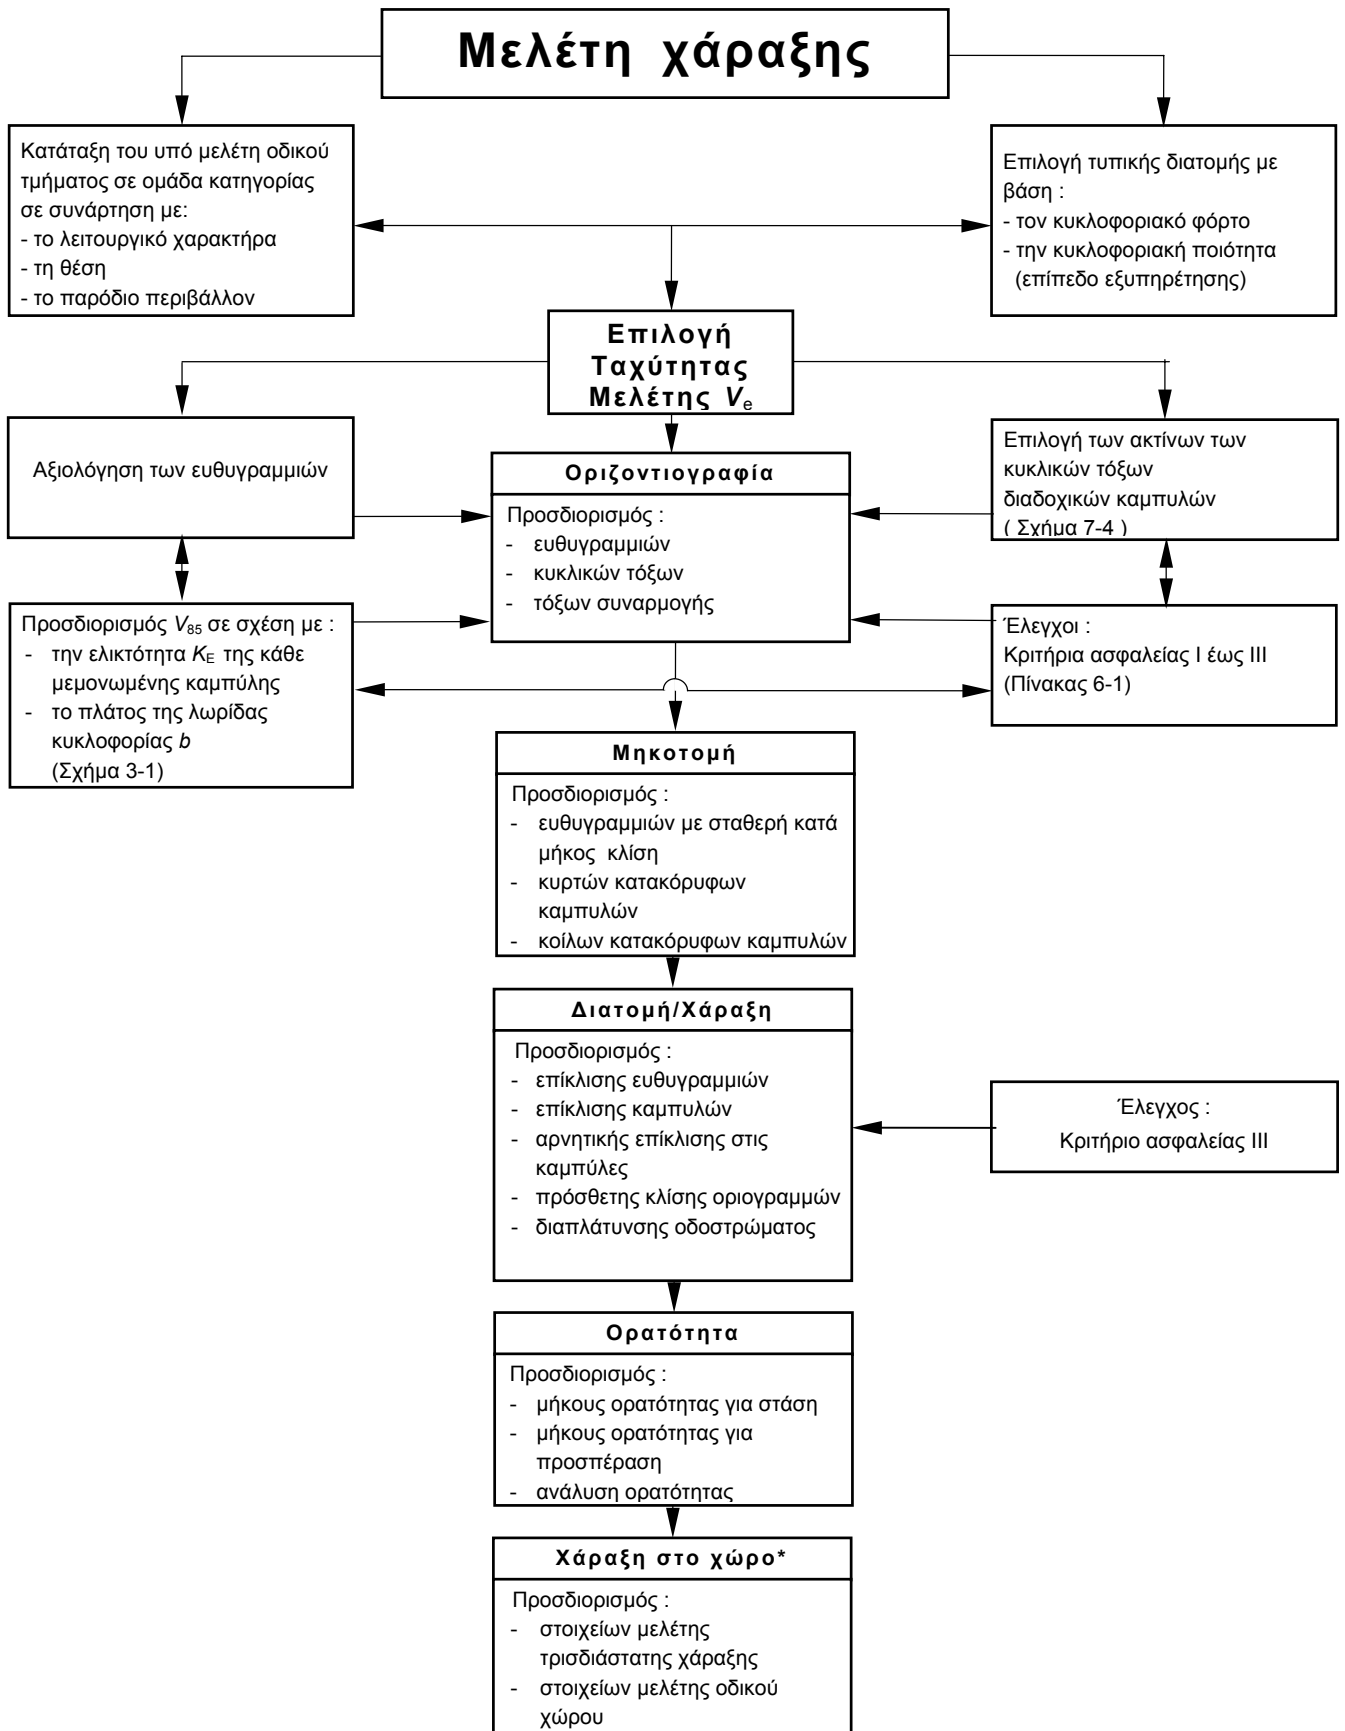 Μελέτη χάραξης
Κατάταξη του υπό μελέτη οδικού
τμήματος σε ομάδα κατηγορίας
σε συνάρτηση με:
- το λειτουργικό χαρακτήρα
- τη θέση
- το παρόδιο περιβάλλον
Επιλογή τυπικής διατομής με
βάση :
- τον κυκλοφοριακό φόρτο
- την κυκλοφοριακή ποιότητα
(επίπεδο εξυπηρέτησης)
Επιλογή
Ταχύτητας
Μελέτης Ve
Αξιολόγηση των ευθυγραμμιών
Επιλογή των ακτίνων των
κυκλικών τόξων
διαδοχικών καμπυλών
( Σχήμα 7-4 )
Οριζοντιογραφία
Προσδιορισμός :
- ευθυγραμμιών
- κυκλικών τόξων
- τόξων συναρμογής
Προσδιορισμός V85 σε σχέση με :
- την ελικτότητα KE της κάθε
μεμονωμένης καμπύλης
- το πλάτος της λωρίδας
κυκλοφορίας b
(Σχήμα 3-1)
Έλεγχοι :
Κριτήρια ασφαλείας I έως III
(Πίνακας 6-1)
Μηκοτομή
Προσδιορισμός :
- ευθυγραμμιών με σταθερή κατά
μήκος κλίση
- κυρτών κατακόρυφων
καμπυλών
- κοίλων κατακόρυφων καμπυλών
Διατομή/Χάραξη
Προσδιορισμός :
- επίκλισης ευθυγραμμιών
- επίκλισης καμπυλών
- αρνητικής επίκλισης στις
καμπύλες
- πρόσθετης κλίσης οριογραμμών
- διαπλάτυνσης οδοστρώματος
Έλεγχος :
Κριτήριο ασφαλείας III
Ορατότητα
Προσδιορισμός :
- μήκους ορατότητας για στάση
- μήκους ορατότητας για
προσπέραση
- ανάλυση ορατότητας
Χάραξη στο χώρο*
Προσδιορισμός :
- στοιχείων μελέτης
τρισδιάστατης χάραξης
- στοιχείων μελέτης οδικού
χώρου